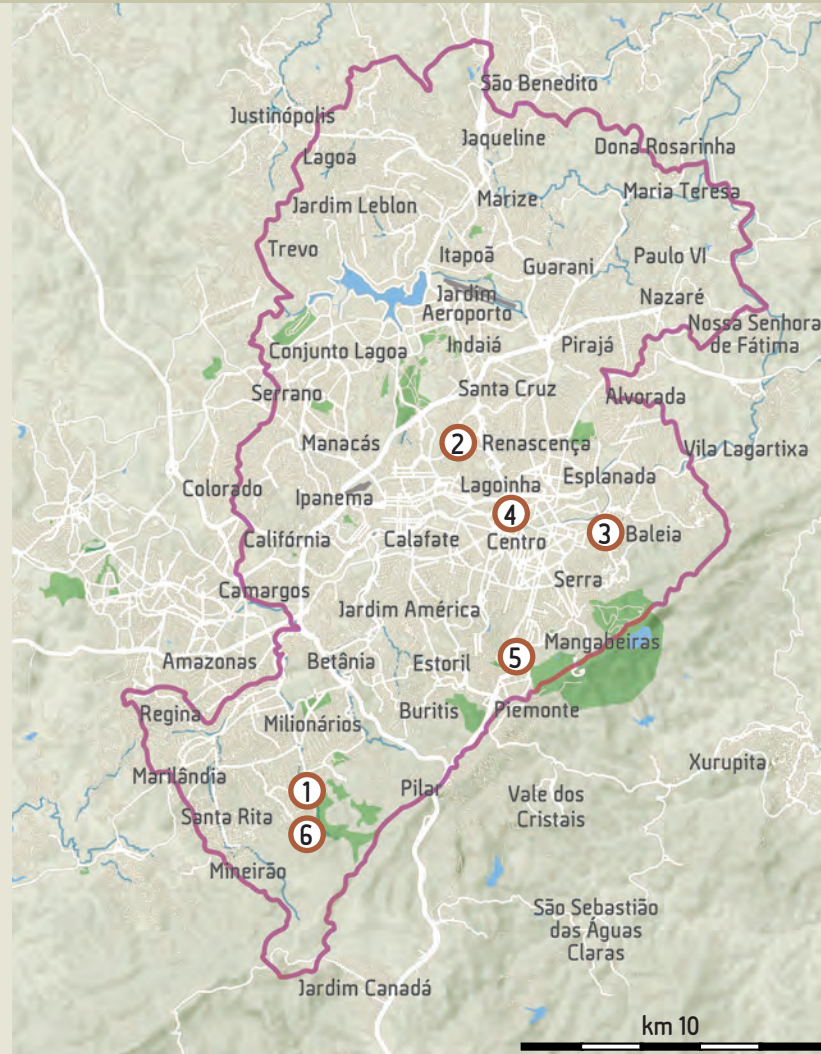 São Benedito
Justinópolis
Jaqueline
Dona Rosarinha
Lagoa
Maria Teresa
Marize
Jardim Leblon
Trevo
Itapoã
Paulo VI
Guarani
Jardim
Aeroporto
Nazaré
Nossa Senhora
de Fátima
Conjunto Lagoa
Indaiá
Pirajá
Serrano
Santa Cruz
Alvorada
Manacás
2
Renascença
Vila Lagartixa
Colorado
Ipanema
Lagoinha
Esplanada
4
Califórnia
Calafate
Centro
3
Baleia
Camargos
Serra
Jardim América
Amazonas
Betânia
Estoril
5
Mangabeiras
Regina
Milionários
Buritis
Piemonte
Marilândia
1
Pilar
Xurupita
Santa Rita
6
Vale dos
Cristais
Mineirão
São Sebastião
das Águas
Claras
Jardim Canadá
km 10